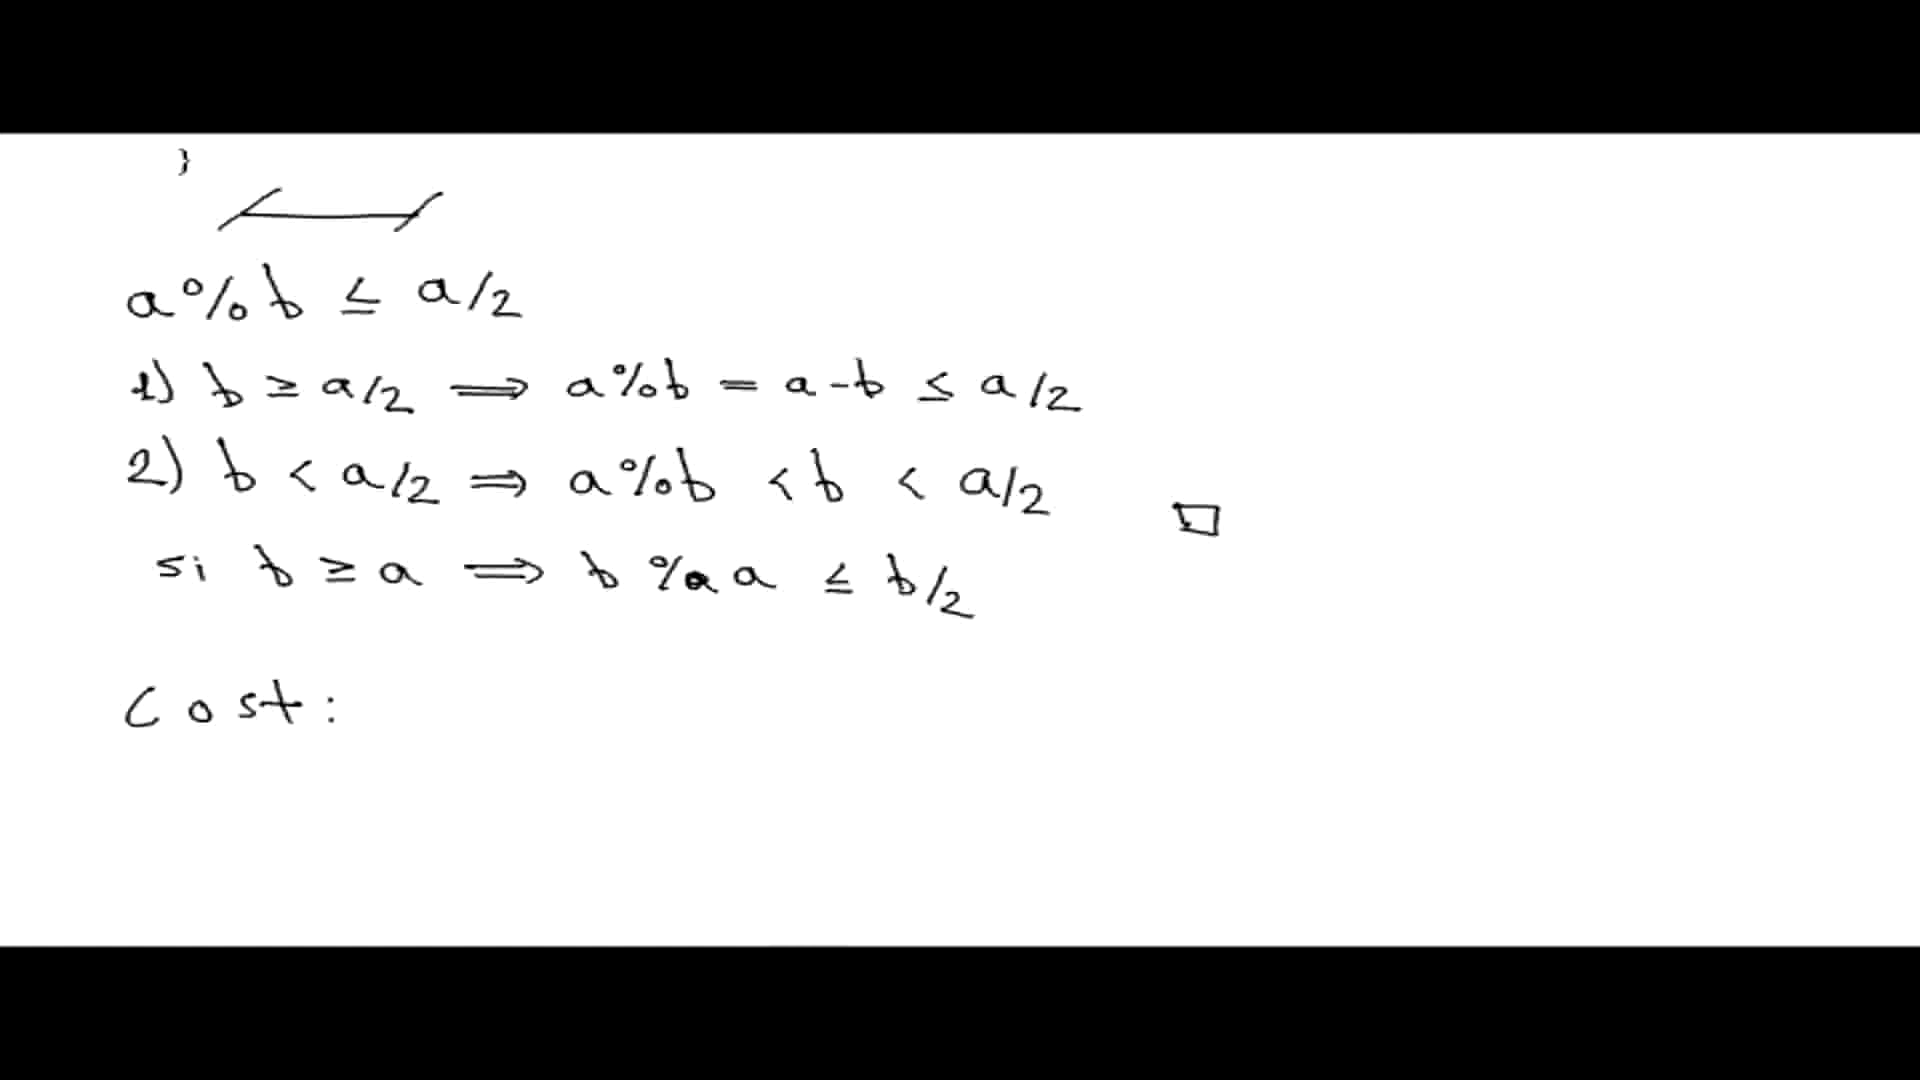 }
a%b ≤ a/2
1) b ≥ a/2 ⟹ a%b = a-b ≤ a/2
2) b < a/2 ⟹ a%b < b < a/2 □
si b ≥ a ⟹ b%a ≤ b/2
Cost: